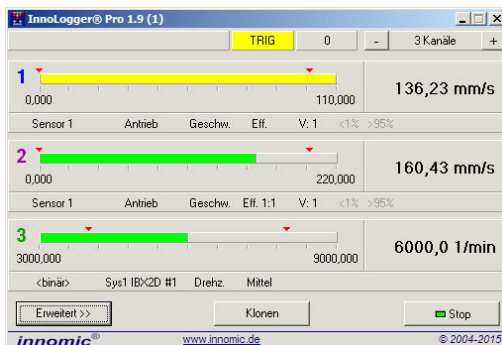 InnoLogger® Pro 1.9 (1)
TRIG 0 - 3 Kanäle +
1
0,000 110,000
136,23 mm/s
Sensor 1 Antrieb Geschw. Eff. V: 1 <1% >95%
2
0,000 220,000
160,43 mm/s
Sensor 1 Antrieb Geschw. Eff. 1:1 V: 1 <1% >95%
3
3000,000 9000,000
6000,0 1/min
<binär> Sys1 IBX2D #1 Drehz. Mittel
Erweitert >> Klonen Stop
innomic® www.innomic.de © 2004-2015